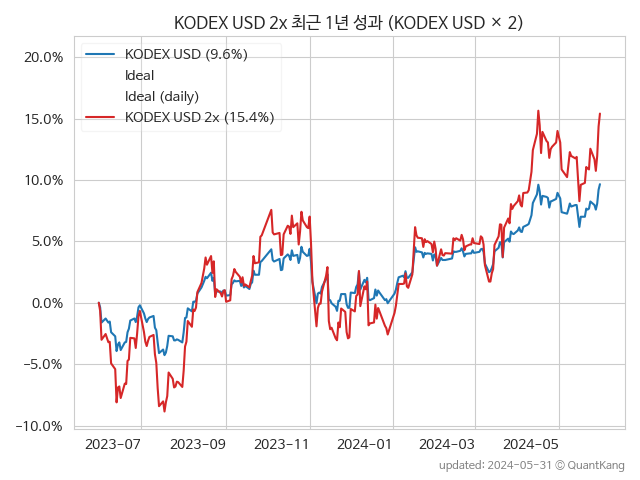 KODEX USD 2x 최근 1년 성과 (KODEX USD × 2)
KODEX USD (9.6%)
Ideal
Ideal (daily)
KODEX USD 2x (15.4%)
20.0%
15.0%
10.0%
5.0%
0.0%
−5.0%
−10.0%
2023−07 2023−09 2023−11 2024−01 2024−03 2024−05
updated: 2024−05−31 © QuantKang